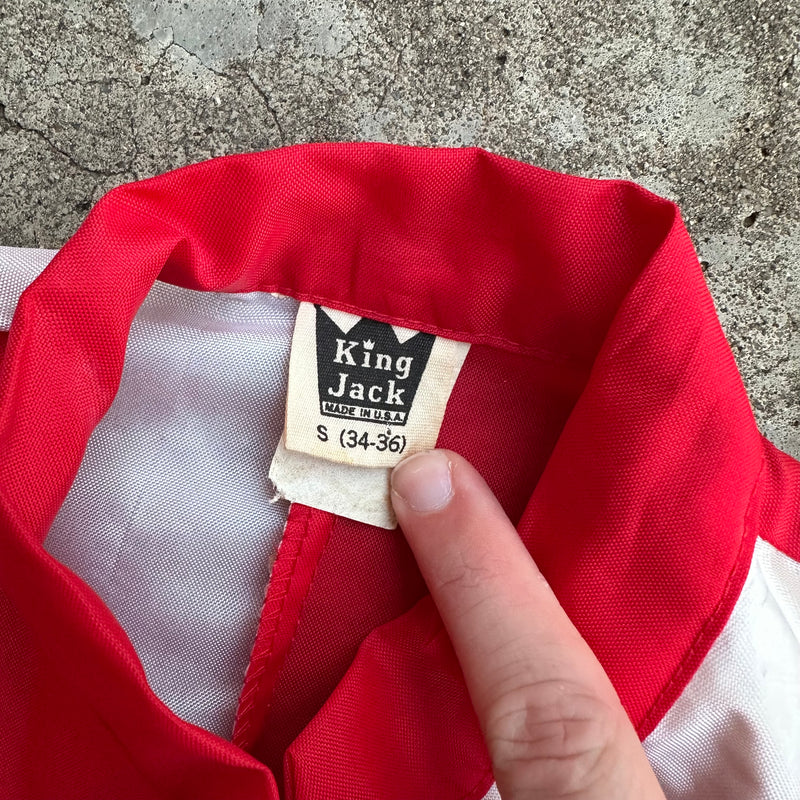 King
Jack
MADE IN U.S.A.
S (34-36)